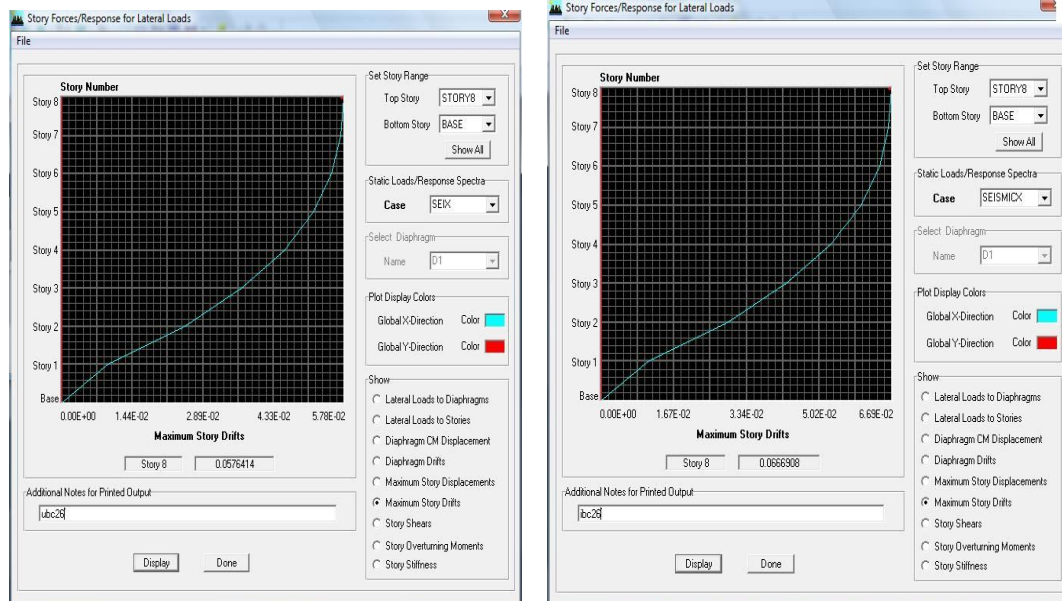 Story Forces/Response for Lateral Loads
File
Story Number
Story 8
Story 7
Story 6
Story 5
Story 4
Story 3
Story 2
Story 1
Base
0.00E+00 1.44E-02 2.89E-02 4.33E-02 5.78E-02
Maximum Story Drifts
Story 8 0.0576414
Additional Notes for Printed Output
ubc26
Display Done
Set Story Range
Top Story STORY8
Bottom Story BASE
Show All
Static Loads/Response Spectra
Case SEIX
Select Diaphragm
Name D1
Plot Display Colors
Global X-Direction Color
Global Y-Direction Color
Show
Lateral Loads to Diaphragms
Lateral Loads to Stories
Diaphragm CM Displacement
Diaphragm Drifts
Maximum Story Displacements
Maximum Story Drifts
Story Shears
Story Overturning Moments
Story Stiffness
Story Forces/Response for Lateral Loads
File
Story Number
Story 8
Story 7
Story 6
Story 5
Story 4
Story 3
Story 2
Story 1
Base
0.00E+00 1.67E-02 3.34E-02 5.02E-02 6.69E-02
Maximum Story Drifts
Story 8 0.0666908
Additional Notes for Printed Output
ibc26
Display Done
Set Story Range
Top Story STORY8
Bottom Story BASE
Show All
Static Loads/Response Spectra
Case SEISMICX
Select Diaphragm
Name D1
Plot Display Colors
Global X-Direction Color
Global Y-Direction Color
Show
Lateral Loads to Diaphragms
Lateral Loads to Stories
Diaphragm CM Displacement
Diaphragm Drifts
Maximum Story Displacements
Maximum Story Drifts
Story Shears
Story Overturning Moments
Story Stiffness